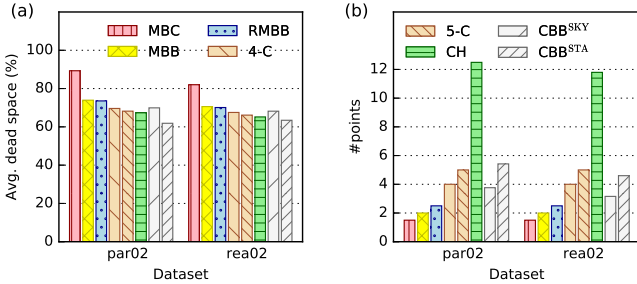 (a)
MBC
RMBB
MBB
4-C
100
80
60
40
20
0
Avg. dead space (%)
par02
rea02
Dataset
(b)
5-C
CBB^SKY
CH
CBB^STA
12
10
8
6
4
2
0
#points
par02
rea02
Dataset